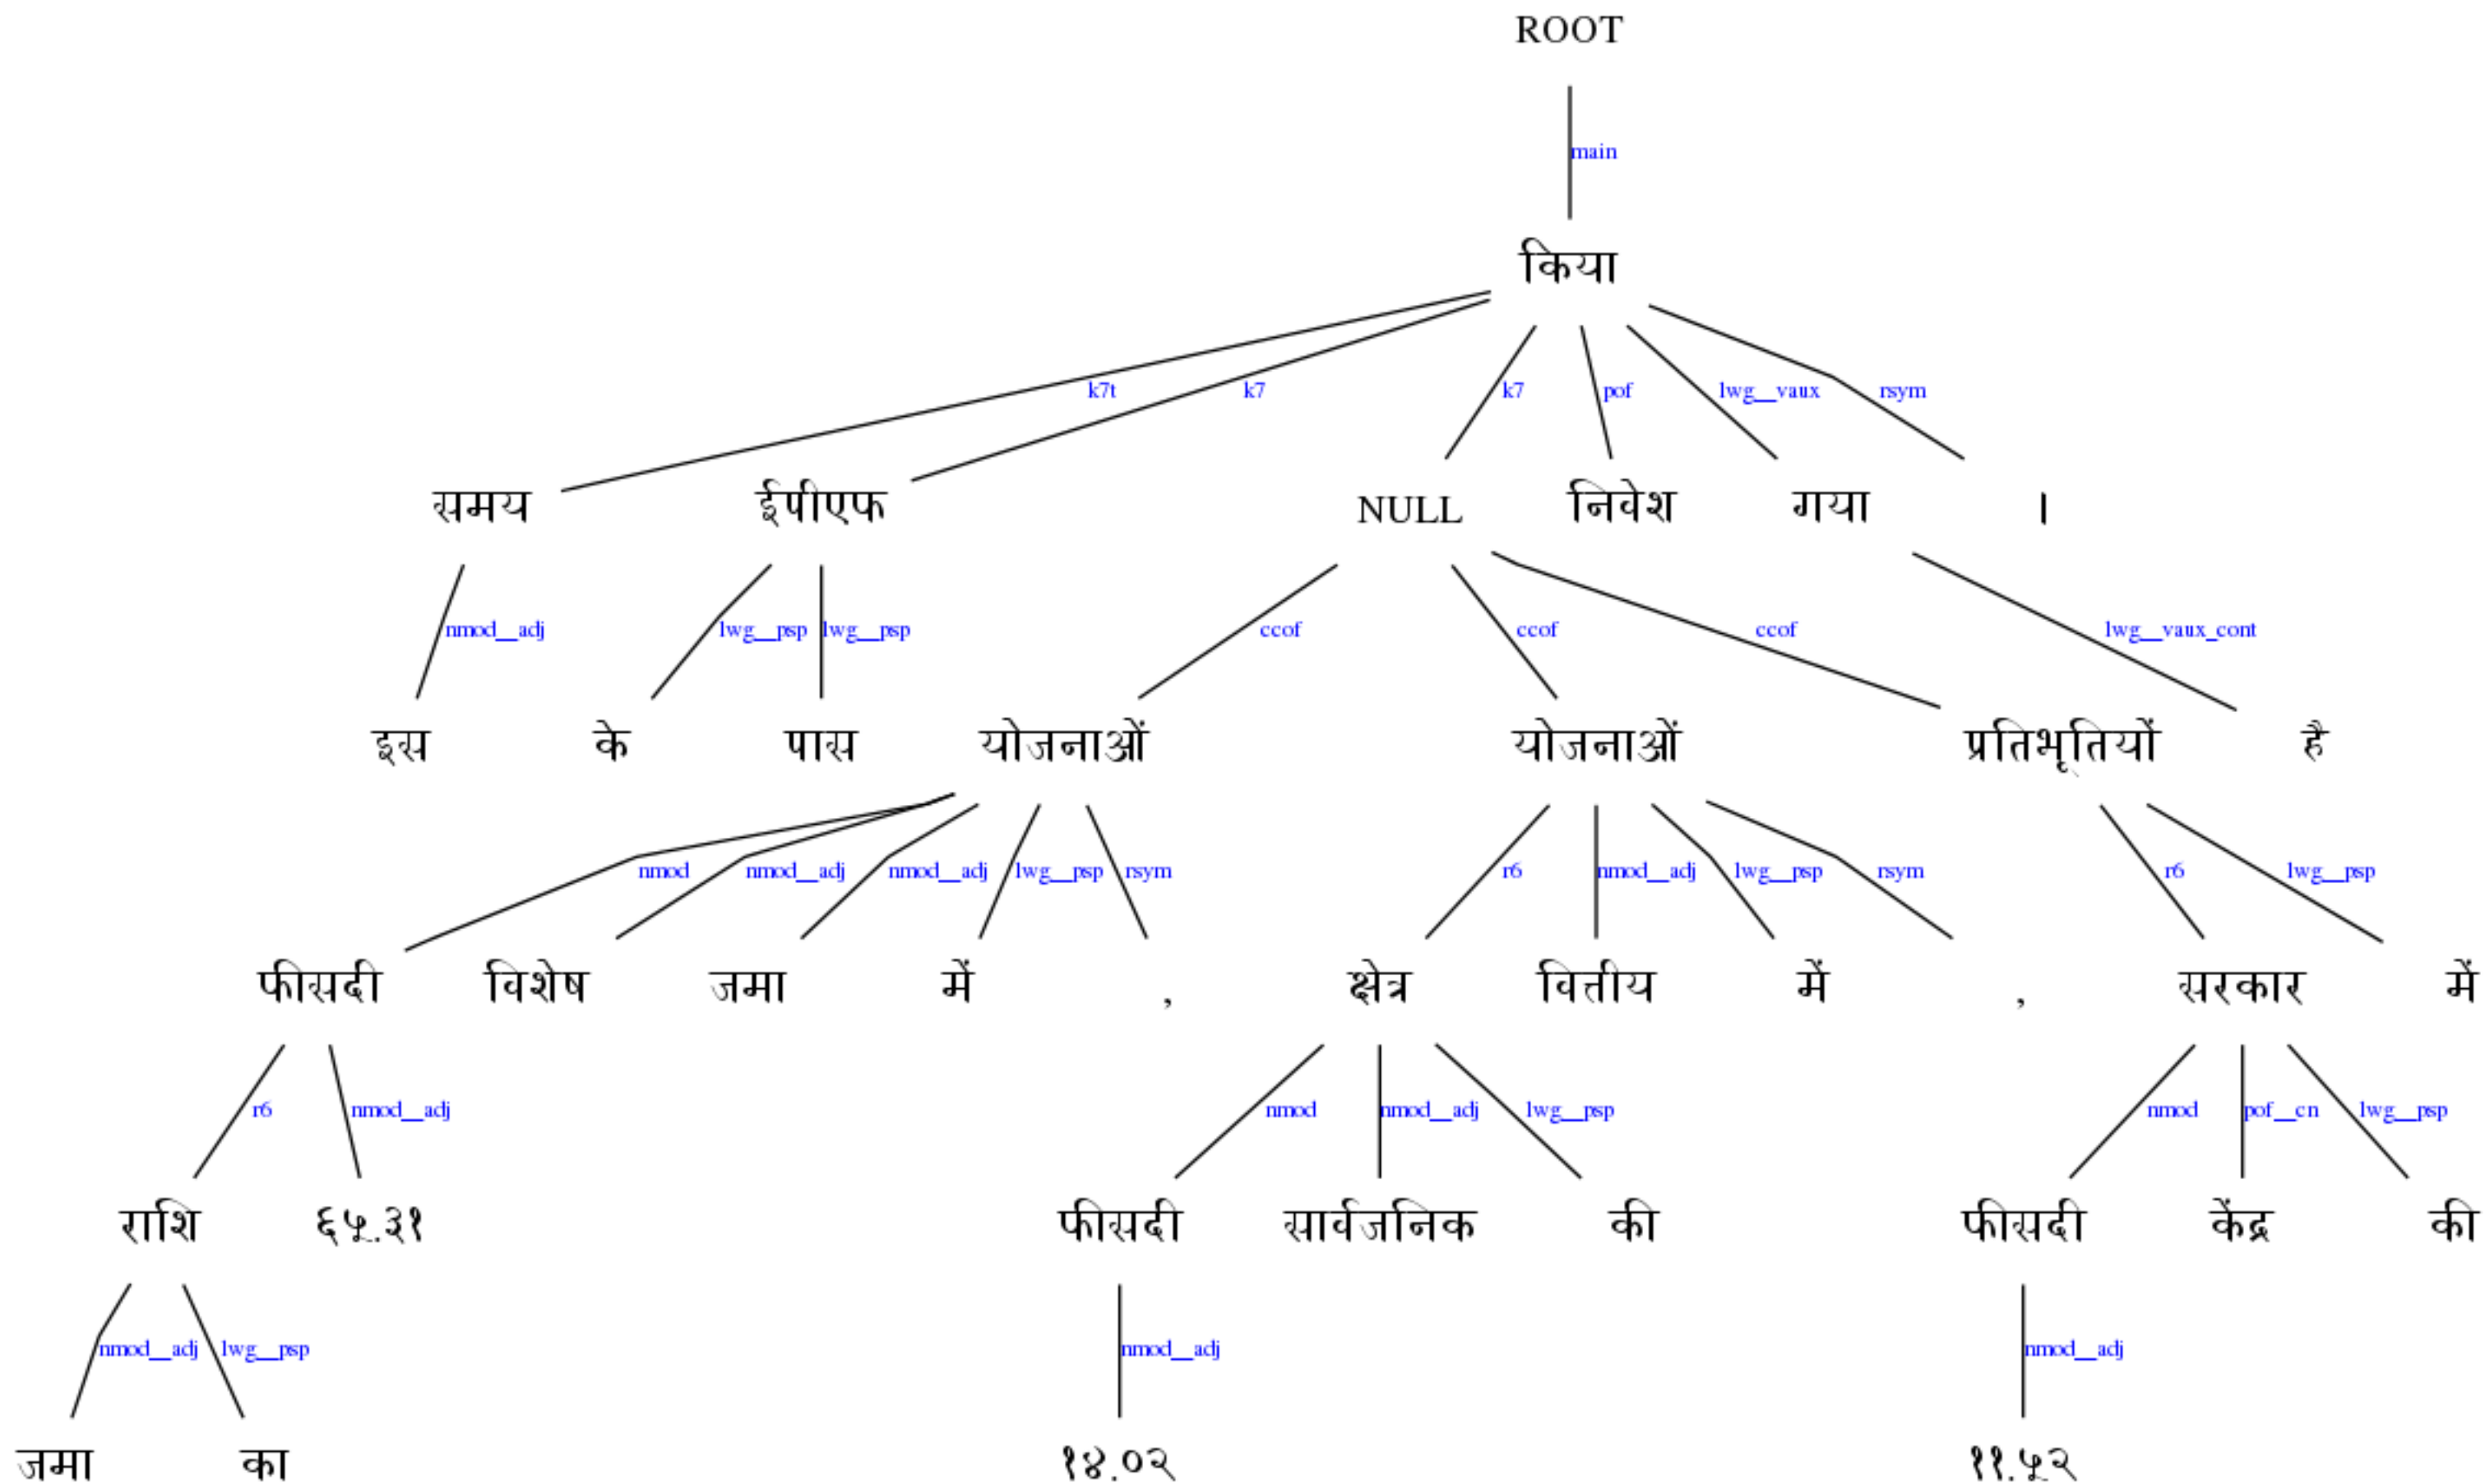 ROOT
main
किया
k7t k7 k7 pof lwg__vaux rsym
समय ईपीएफ NULL निवेश गया ।
nmod__adj lwg__psp lwg__psp ccof ccof ccof lwg__vaux_cont
इस के पास योजनाओं योजनाओं प्रतिभूतियों है
nmod nmod__adj nmod__adj lwg__psp rsym r6 nmod__adj lwg__psp rsym r6 lwg__psp
फीसदी विशेष जमा में , क्षेत्र वित्तीय में , सरकार में
r6 nmod__adj nmod nmod__adj lwg__psp nmod pof__cn lwg__psp
राशि ६५.३१ फीसदी सार्वजनिक की फीसदी केंद्र की
nmod__adj lwg__psp nmod__adj nmod__adj
जमा का १४.०२ ११.५२